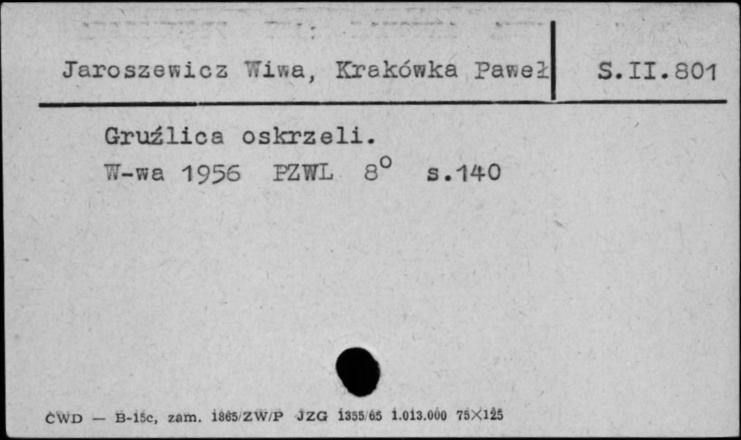 Jaroszewicz Wiwa, Krakówka Paweł S.II.801
Gruźlica oskrzeli.
W-wa 1956 PZWL 8° s.140
CWD — B-15c, zam. 1865/ZW/P JZG 1355/65 1.013.000 75×125